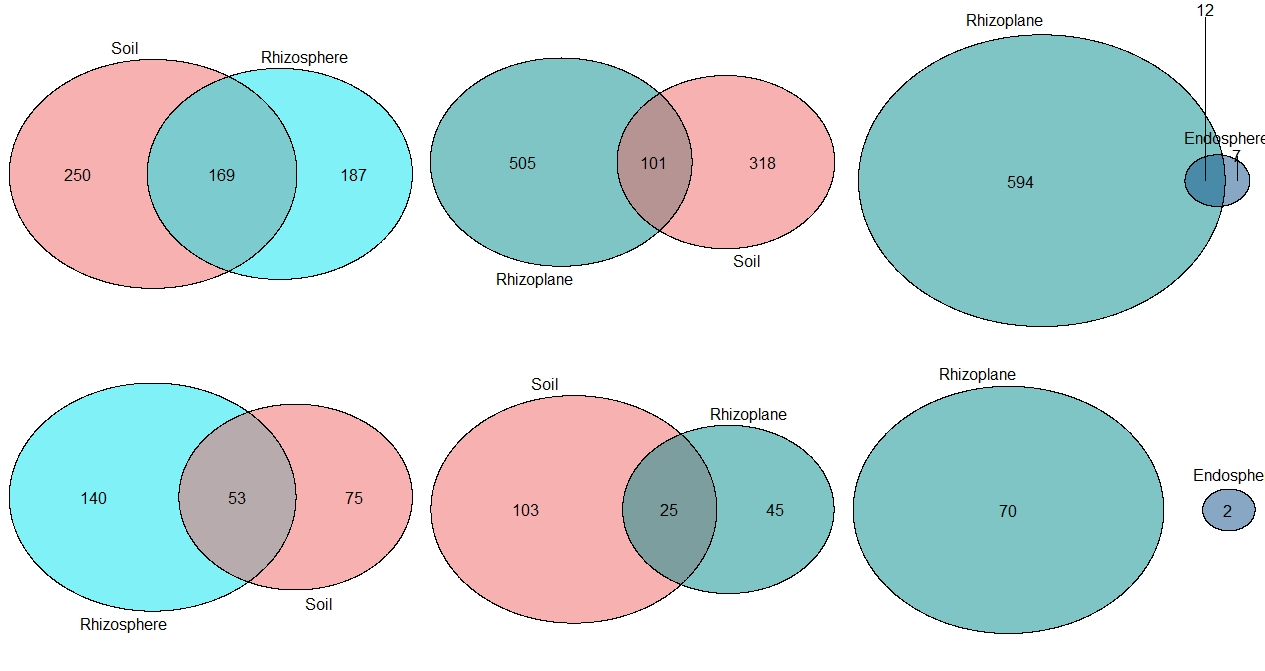 Soil
Rhizosphere
250
169
187
505
101
318
Rhizoplane
Soil
Rhizoplane
12
Endosphere
7
594
140
53
75
Rhizosphere
Soil
Soil
Rhizoplane
103
25
45
Rhizoplane
70
Endosphe
2